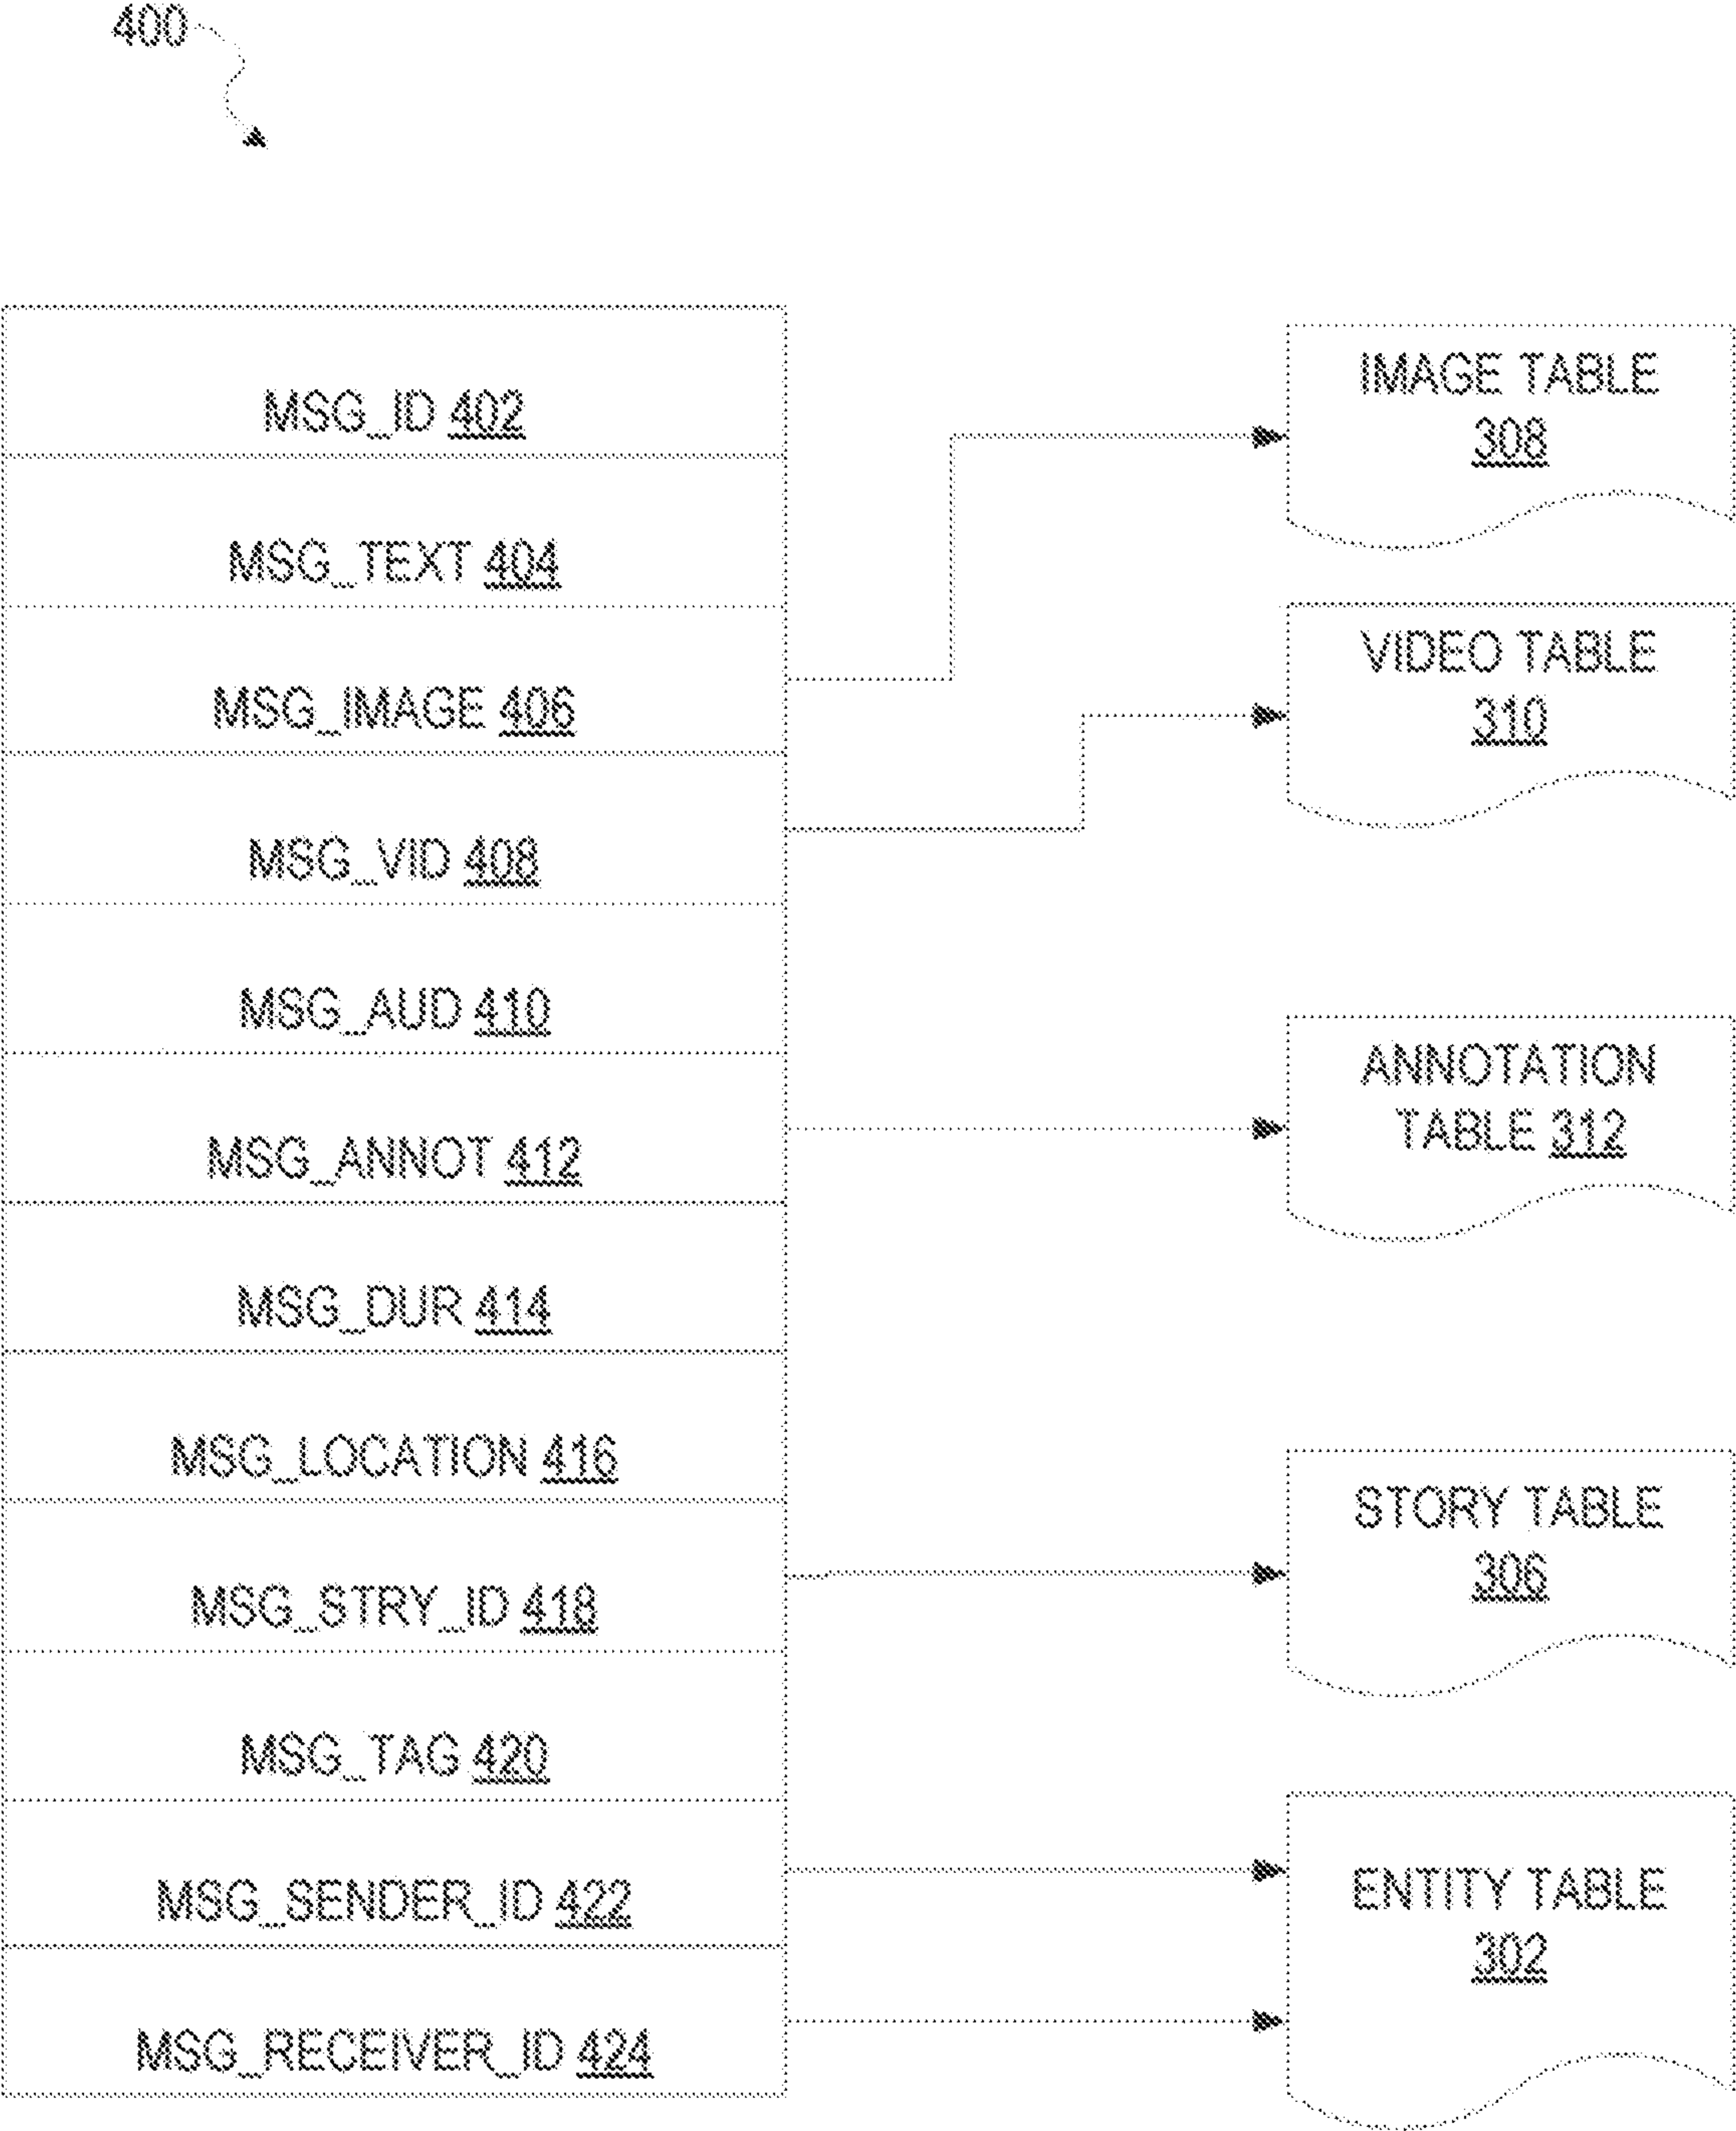 400
MSG_ID 402
MSG_TEXT 404
MSG_IMAGE 406
MSG_VID 408
MSG_AUD 410
MSG_ANNOT 412
MSG_DUR 414
MSG_LOCATION 416
MSG_STRY_ID 418
MSG_TAG 420
MSG_SENDER_ID 422
MSG_RECEIVER_ID 424
IMAGE TABLE
308
VIDEO TABLE
310
ANNOTATION
TABLE 312
STORY TABLE
306
ENTITY TABLE
302